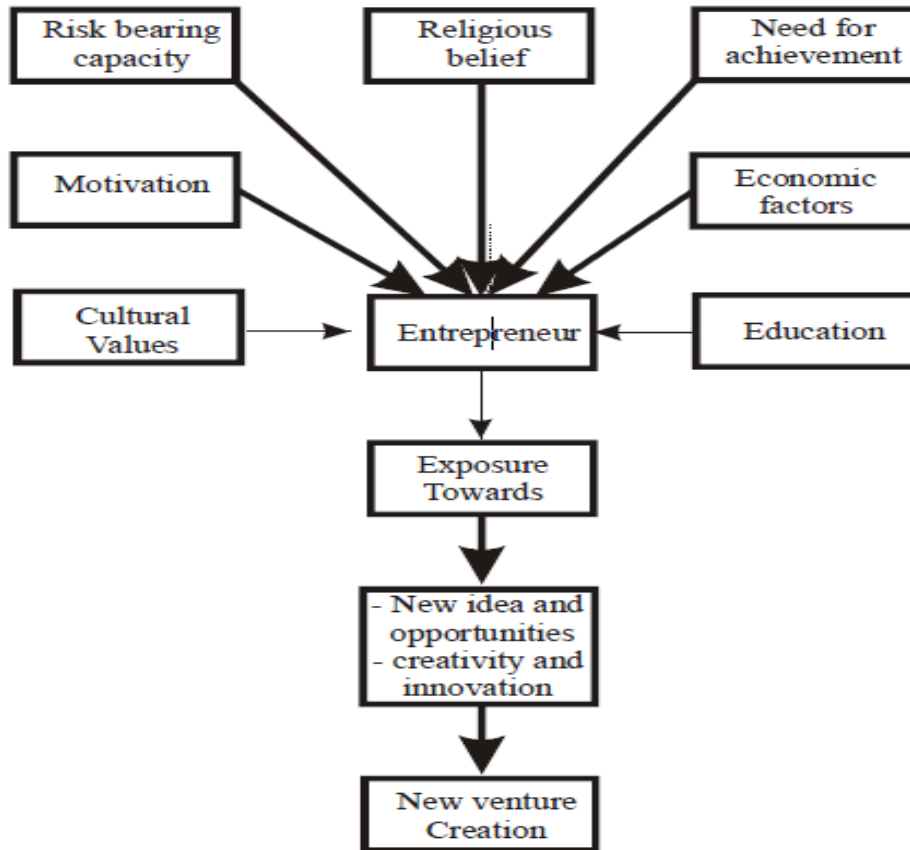 Risk bearing
capacity
Religious
belief
Need for
achievement
Motivation
Economic
factors
Cultural
Values
Entrepreneur
Education
Exposure
Towards
- New idea and
opportunities
- creativity and
innovation
New venture
Creation